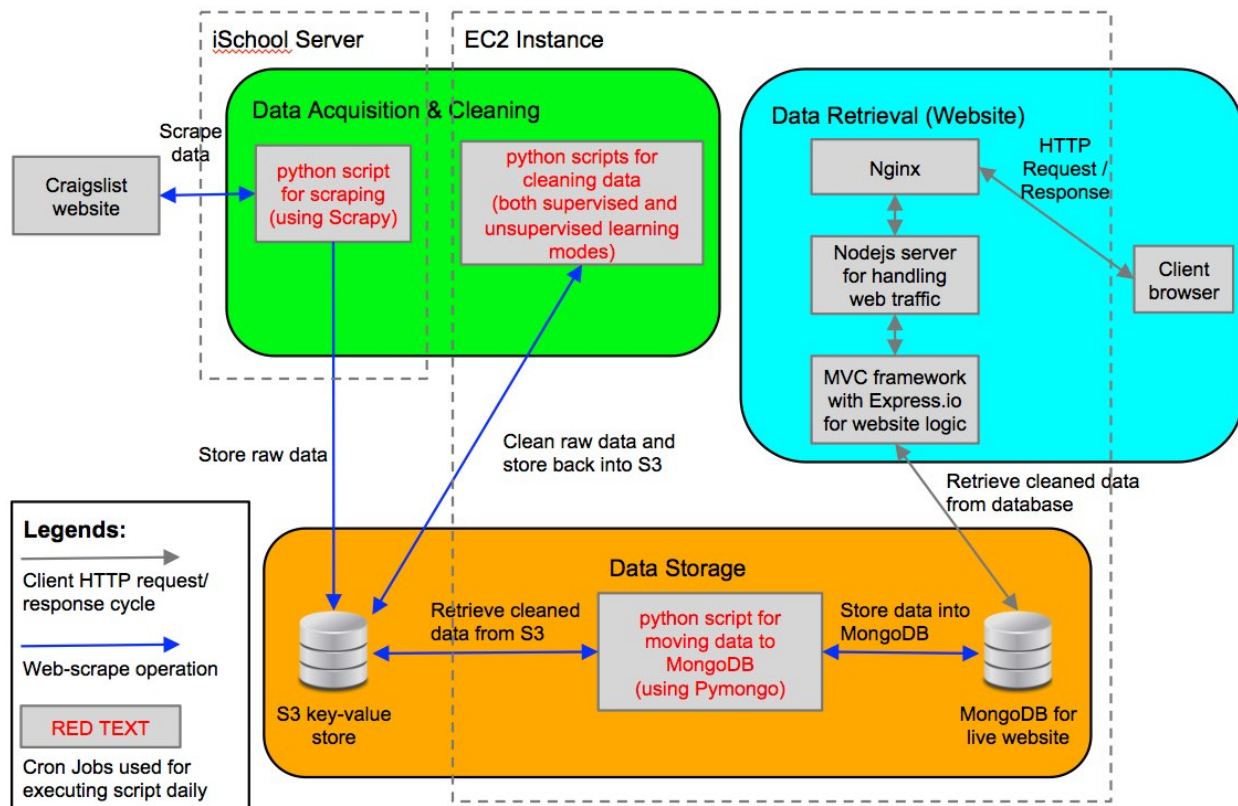 iSchool Server
EC2 Instance
Data Acquisition & Cleaning
Data Retrieval (Website)
Scrape
data
Craigslist
website
python script
for scraping
(using Scrapy)
python scripts for
cleaning data
(both supervised and
unsupervised learning
modes)
Nginx
HTTP
Request /
Response
Nodejs server
for handling
web traffic
Client
browser
MVC framework
with Express.io
for website logic
Store raw data
Clean raw data and
store back into S3
Retrieve cleaned data
from database
Legends:
Client HTTP request/
response cycle
Web-scrape operation
RED TEXT
Cron Jobs used for
executing script daily
Data Storage
Retrieve cleaned
data from S3
python script for
moving data to
MongoDB
(using Pymongo)
Store data into
MongoDB
S3 key-value
store
MongoDB for
live website